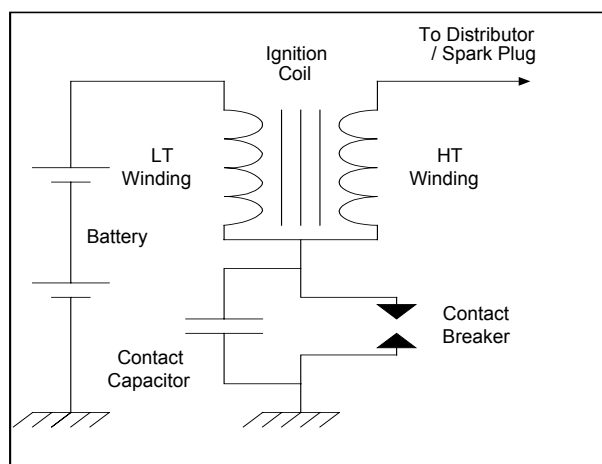 To Distributor
/ Spark Plug
Ignition
Coil
LT
Winding
HT
Winding
Battery
Contact
Capacitor
Contact
Breaker